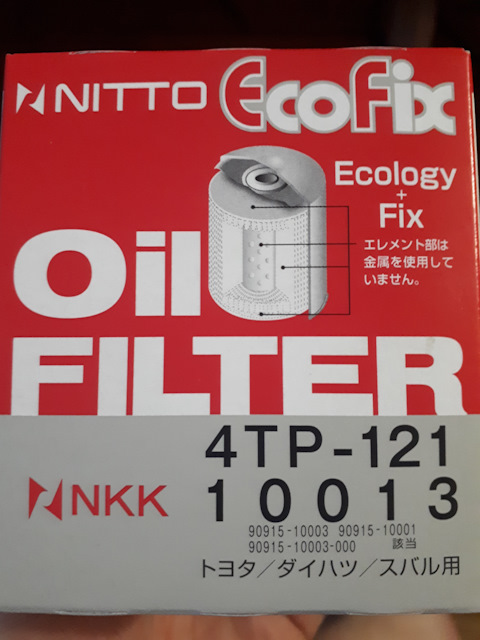 NITTO EcoFix
Ecology
+
Fix
エレメント部は
金属を使用して
いません。
Oil
FILTER
4TP-121
NKK 10013
90915-10003 90915-10001
90915-10003-000 該当
トヨタ/ダイハツ/スバル用